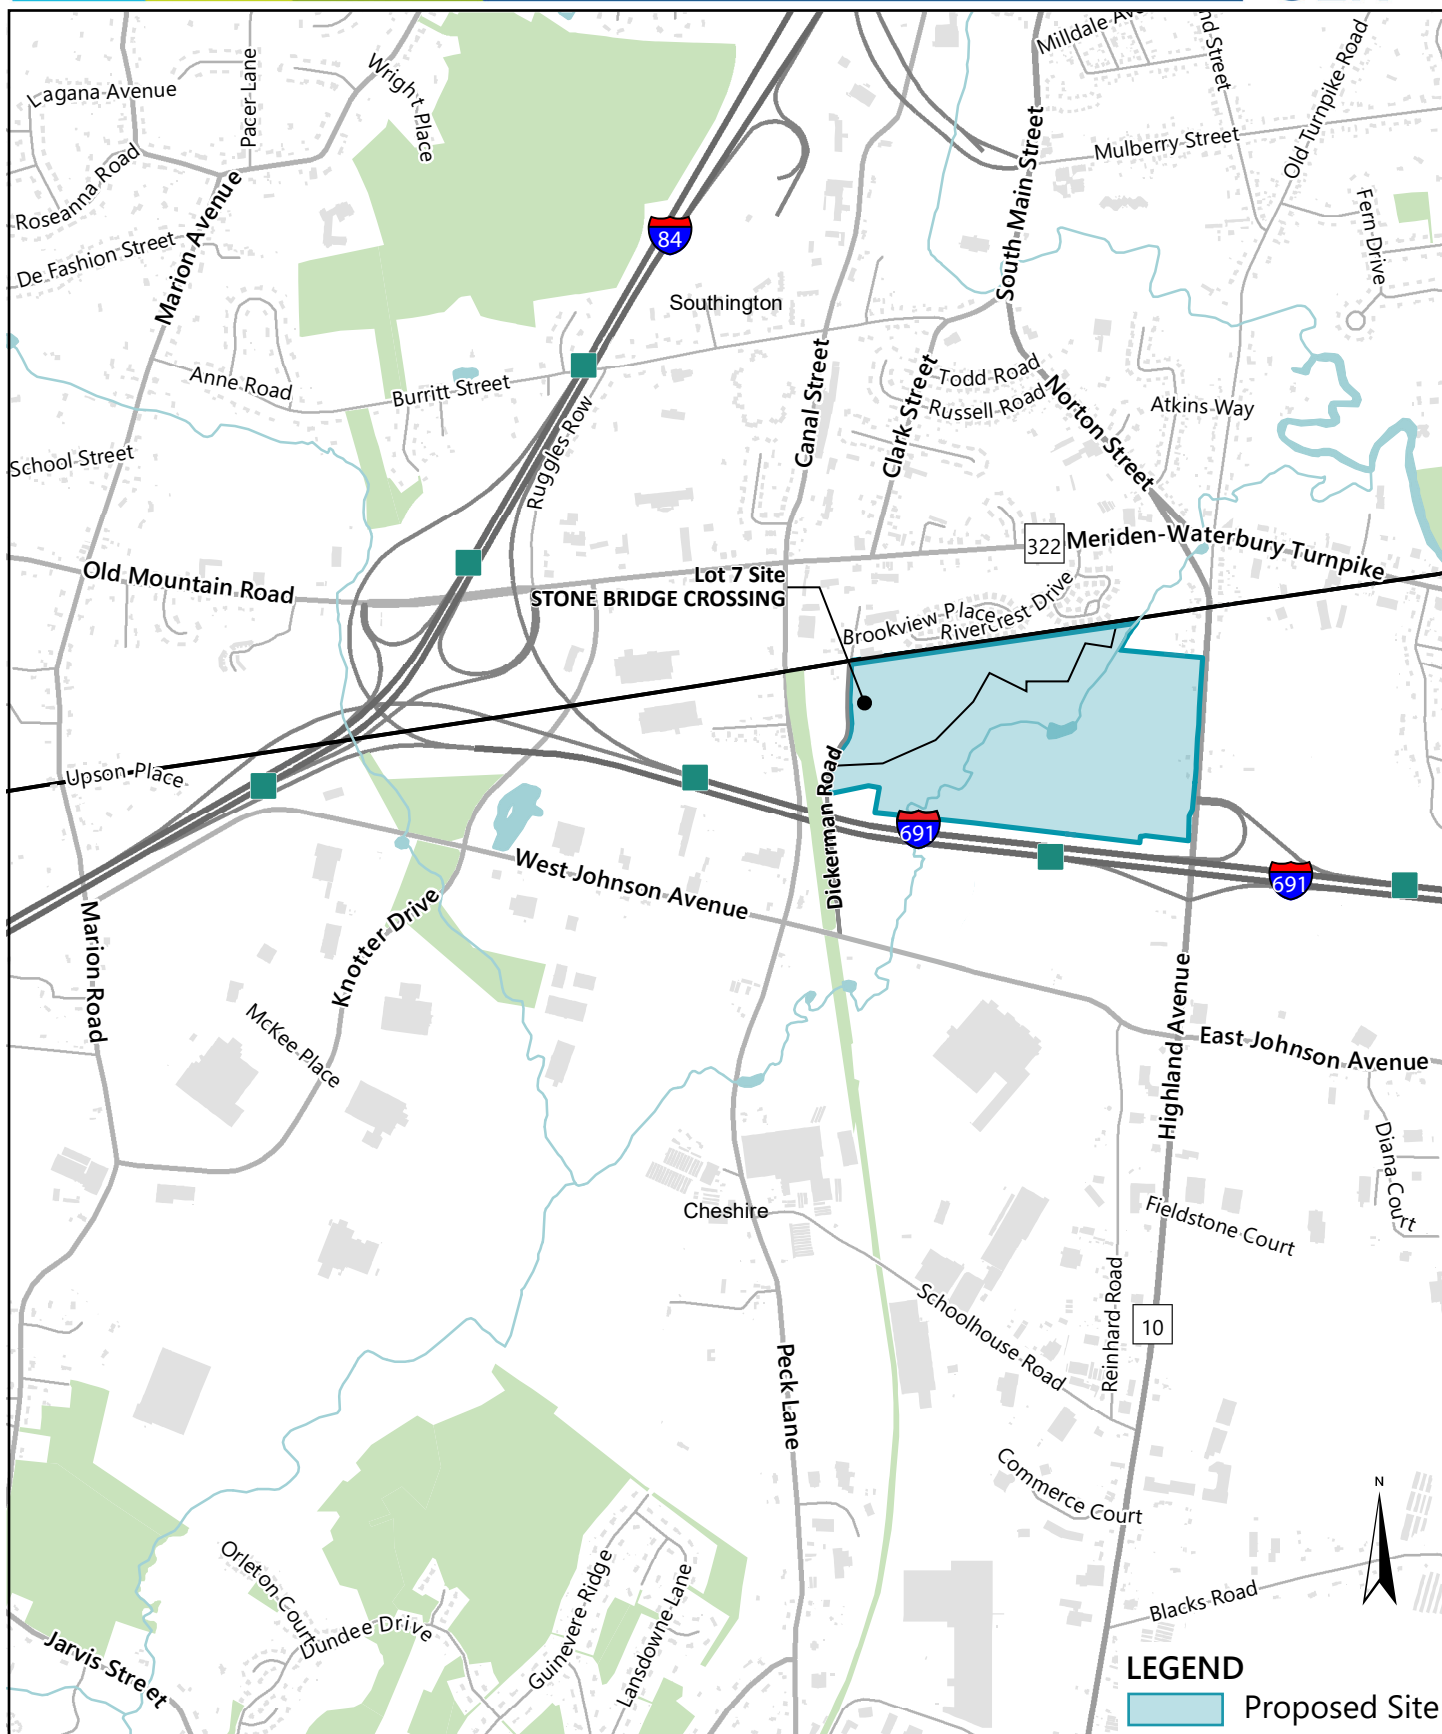 Milldale
Lagana Avenue
Pacer Lane
Wright Place
Mulberry Street
Old Turnpike Road
Roseanna Road
De Fashion Street
Marion Avenue
South Main Street
Fern Drive
84
Southington
Anne Road
Burritt Street
Ruggles Row
Canal Street
Clark Street
Todd Road
Russell Road
Norton Street
Atkins Way
School Street
Old Mountain Road
322
Meriden-Waterbury Turnpike
Lot 7 Site
STONE BRIDGE CROSSING
Brookview Place
Rivercrest Drive
Upson Place
Dickerman Road
691
691
West Johnson Avenue
Knotter Drive
Marion Road
McKee Place
Highland Avenue
East Johnson Avenue
Diana Court
Cheshire
Fieldstone Court
Schoolhouse Road
Reinhard Road
10
Peck Lane
Commerce Court
N
Orleton Court
Dundee Drive
Guinevere Ridge
Lansdowne Lane
Blacks Road
Jarvis Street
LEGEND
Proposed Site